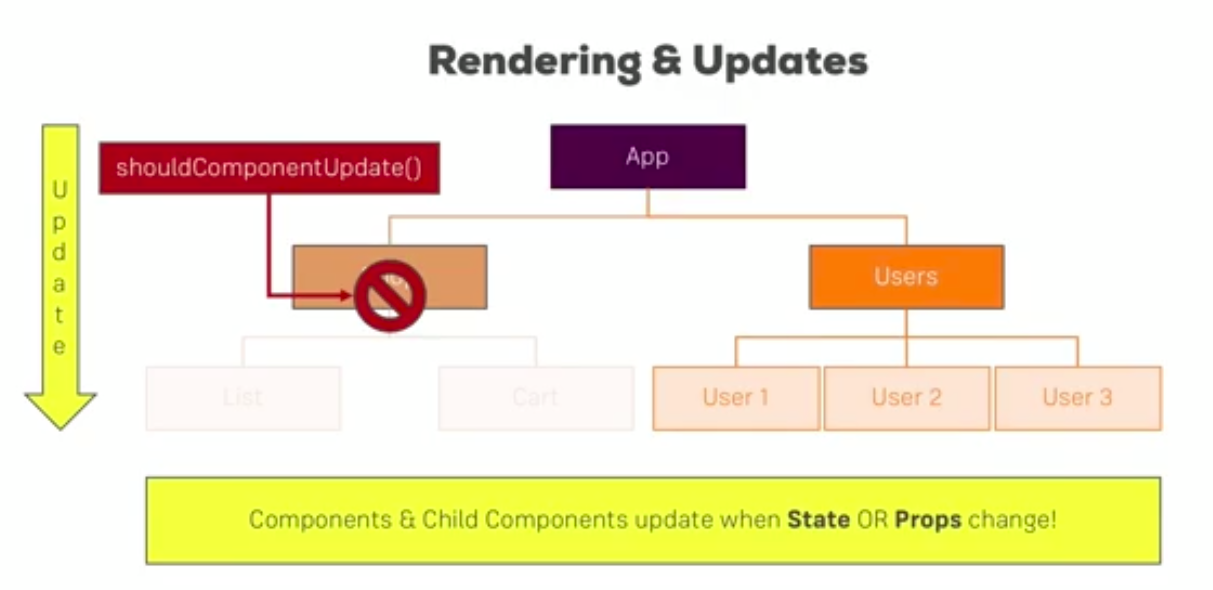 Rendering & Updates
Update
shouldComponentUpdate()
App
Users
List
Cart
User 1
User 2
User 3
Components & Child Components update when State OR Props change!